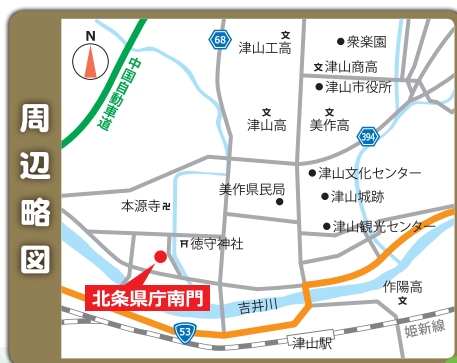 周辺略図
N
中国自動車道
68
津山工高
衆楽園
津山商高
津山市役所
津山高
美作高
394
津山文化センター
美作県民局
津山城跡
本源寺
津山観光センター
徳守神社
北条県庁南門
吉井川
作陽高
53
津山駅
姫新線